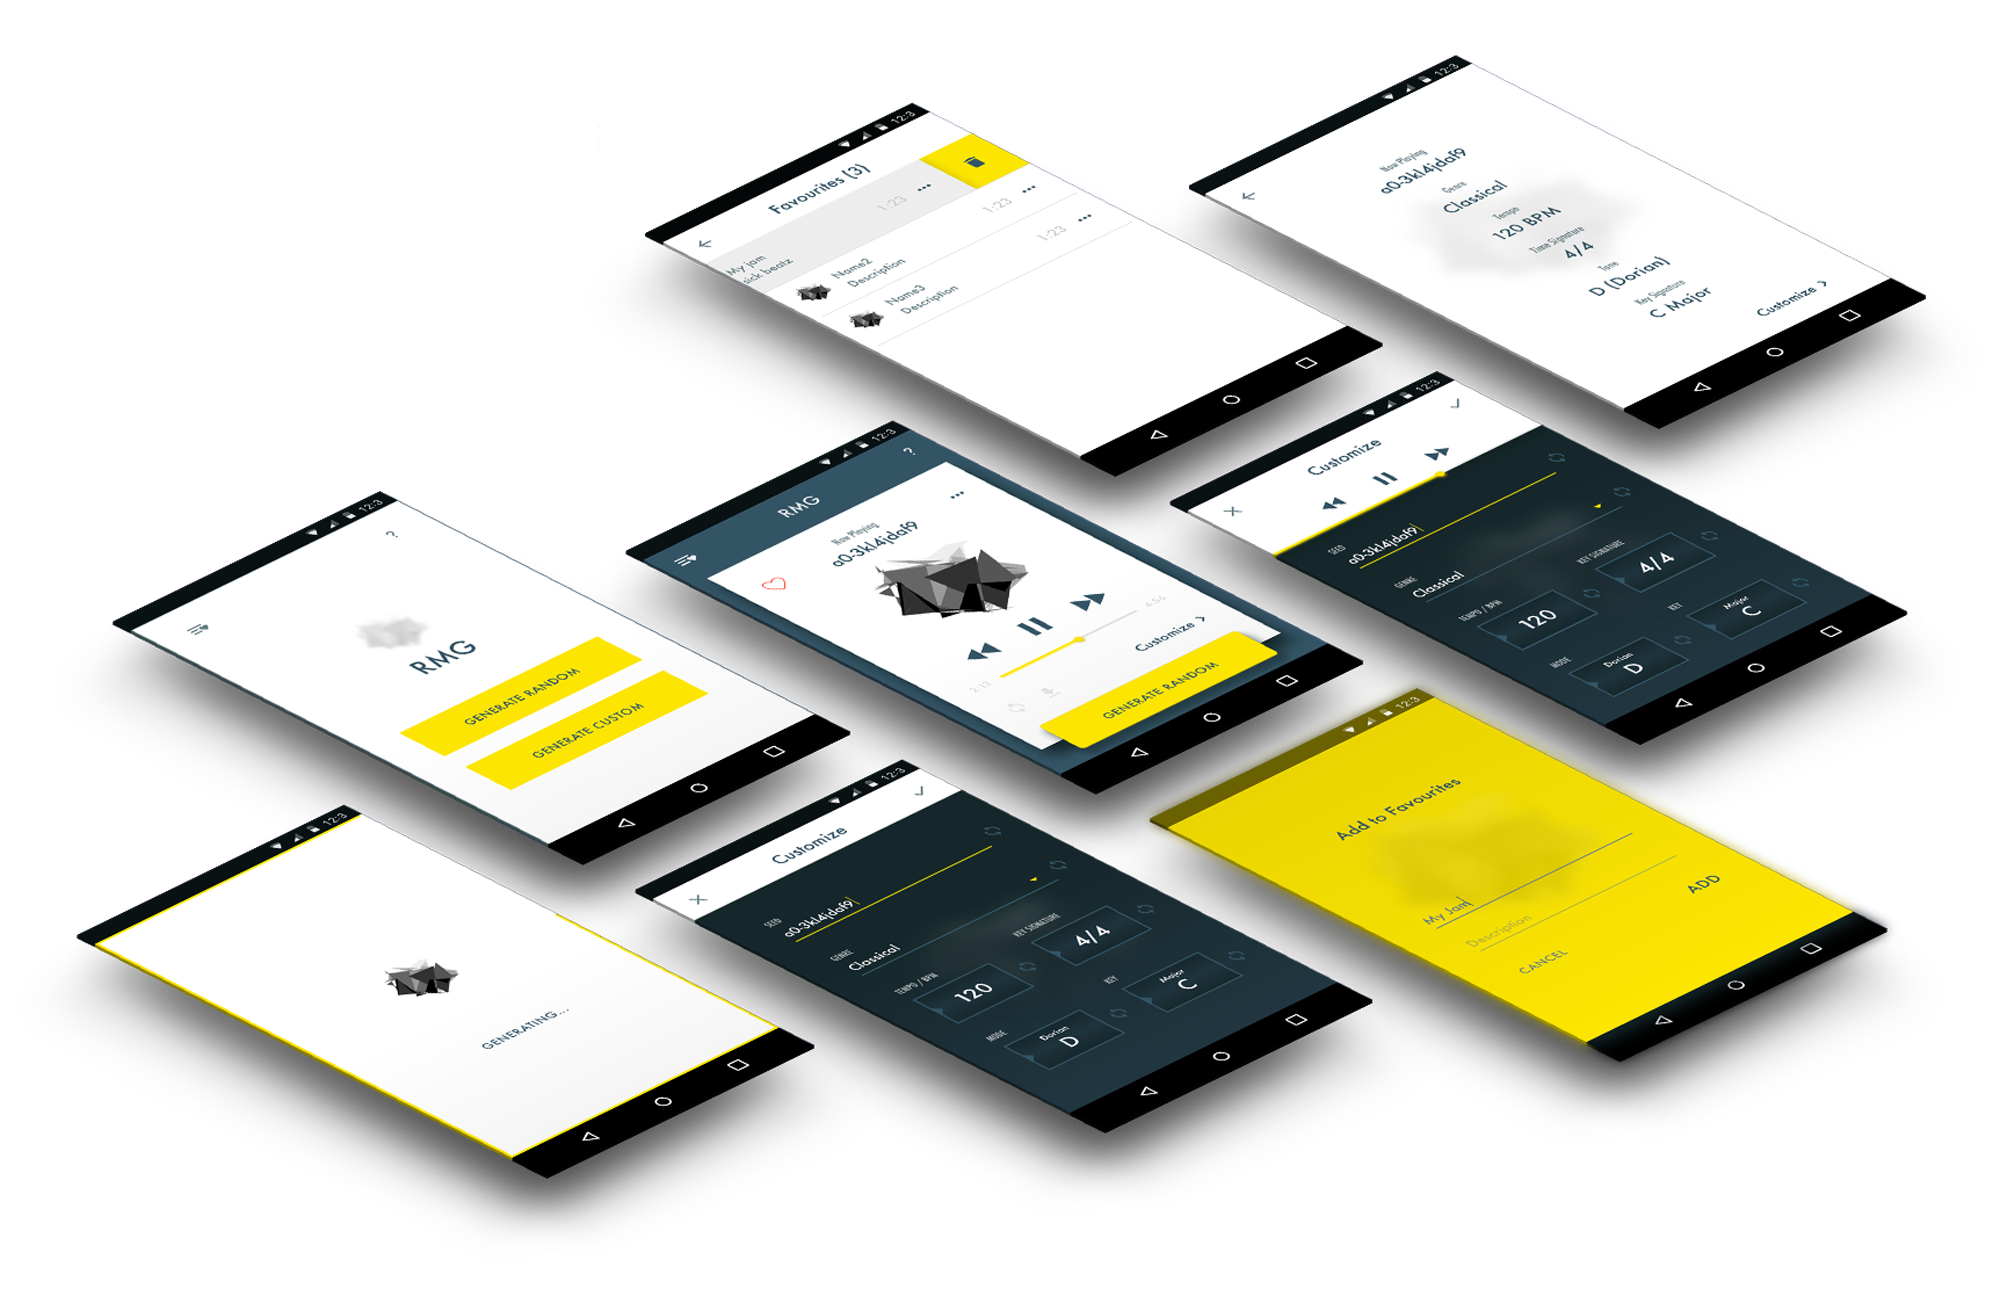 12:3
Favourites (3)
1:23
My jam
sick beatz
1:23
Name2
Description
1:23
Name3
Description
12:3
Now Playing
a0-3kl4jdaf9
Genre
Classical
Tempo
120 BPM
Time Signature
4/4
Tone
D (Dorian)
Key Signature
C Major
Customize
12:3
?
RMG
GENERATE RANDOM
GENERATE CUSTOM
12:3
?
RMG
Now Playing
a0-3kl4jdaf9
4:56
2:13
Customize
GENERATE RANDOM
12:3
Customize
SEED
a0-3kl4jdaf9
GENRE
Classical
KEY SIGNATURE
4/4
TEMPO / BPM
120
KEY
Major
C
MODE
Dorian
D
12:3
GENERATING...
12:3
Customize
SEED
a0-3kl4jdaf9
GENRE
Classical
KEY SIGNATURE
4/4
TEMPO / BPM
120
KEY
Major
C
MODE
Dorian
D
12:3
Add to Favourites
My Jam
Description
ADD
CANCEL